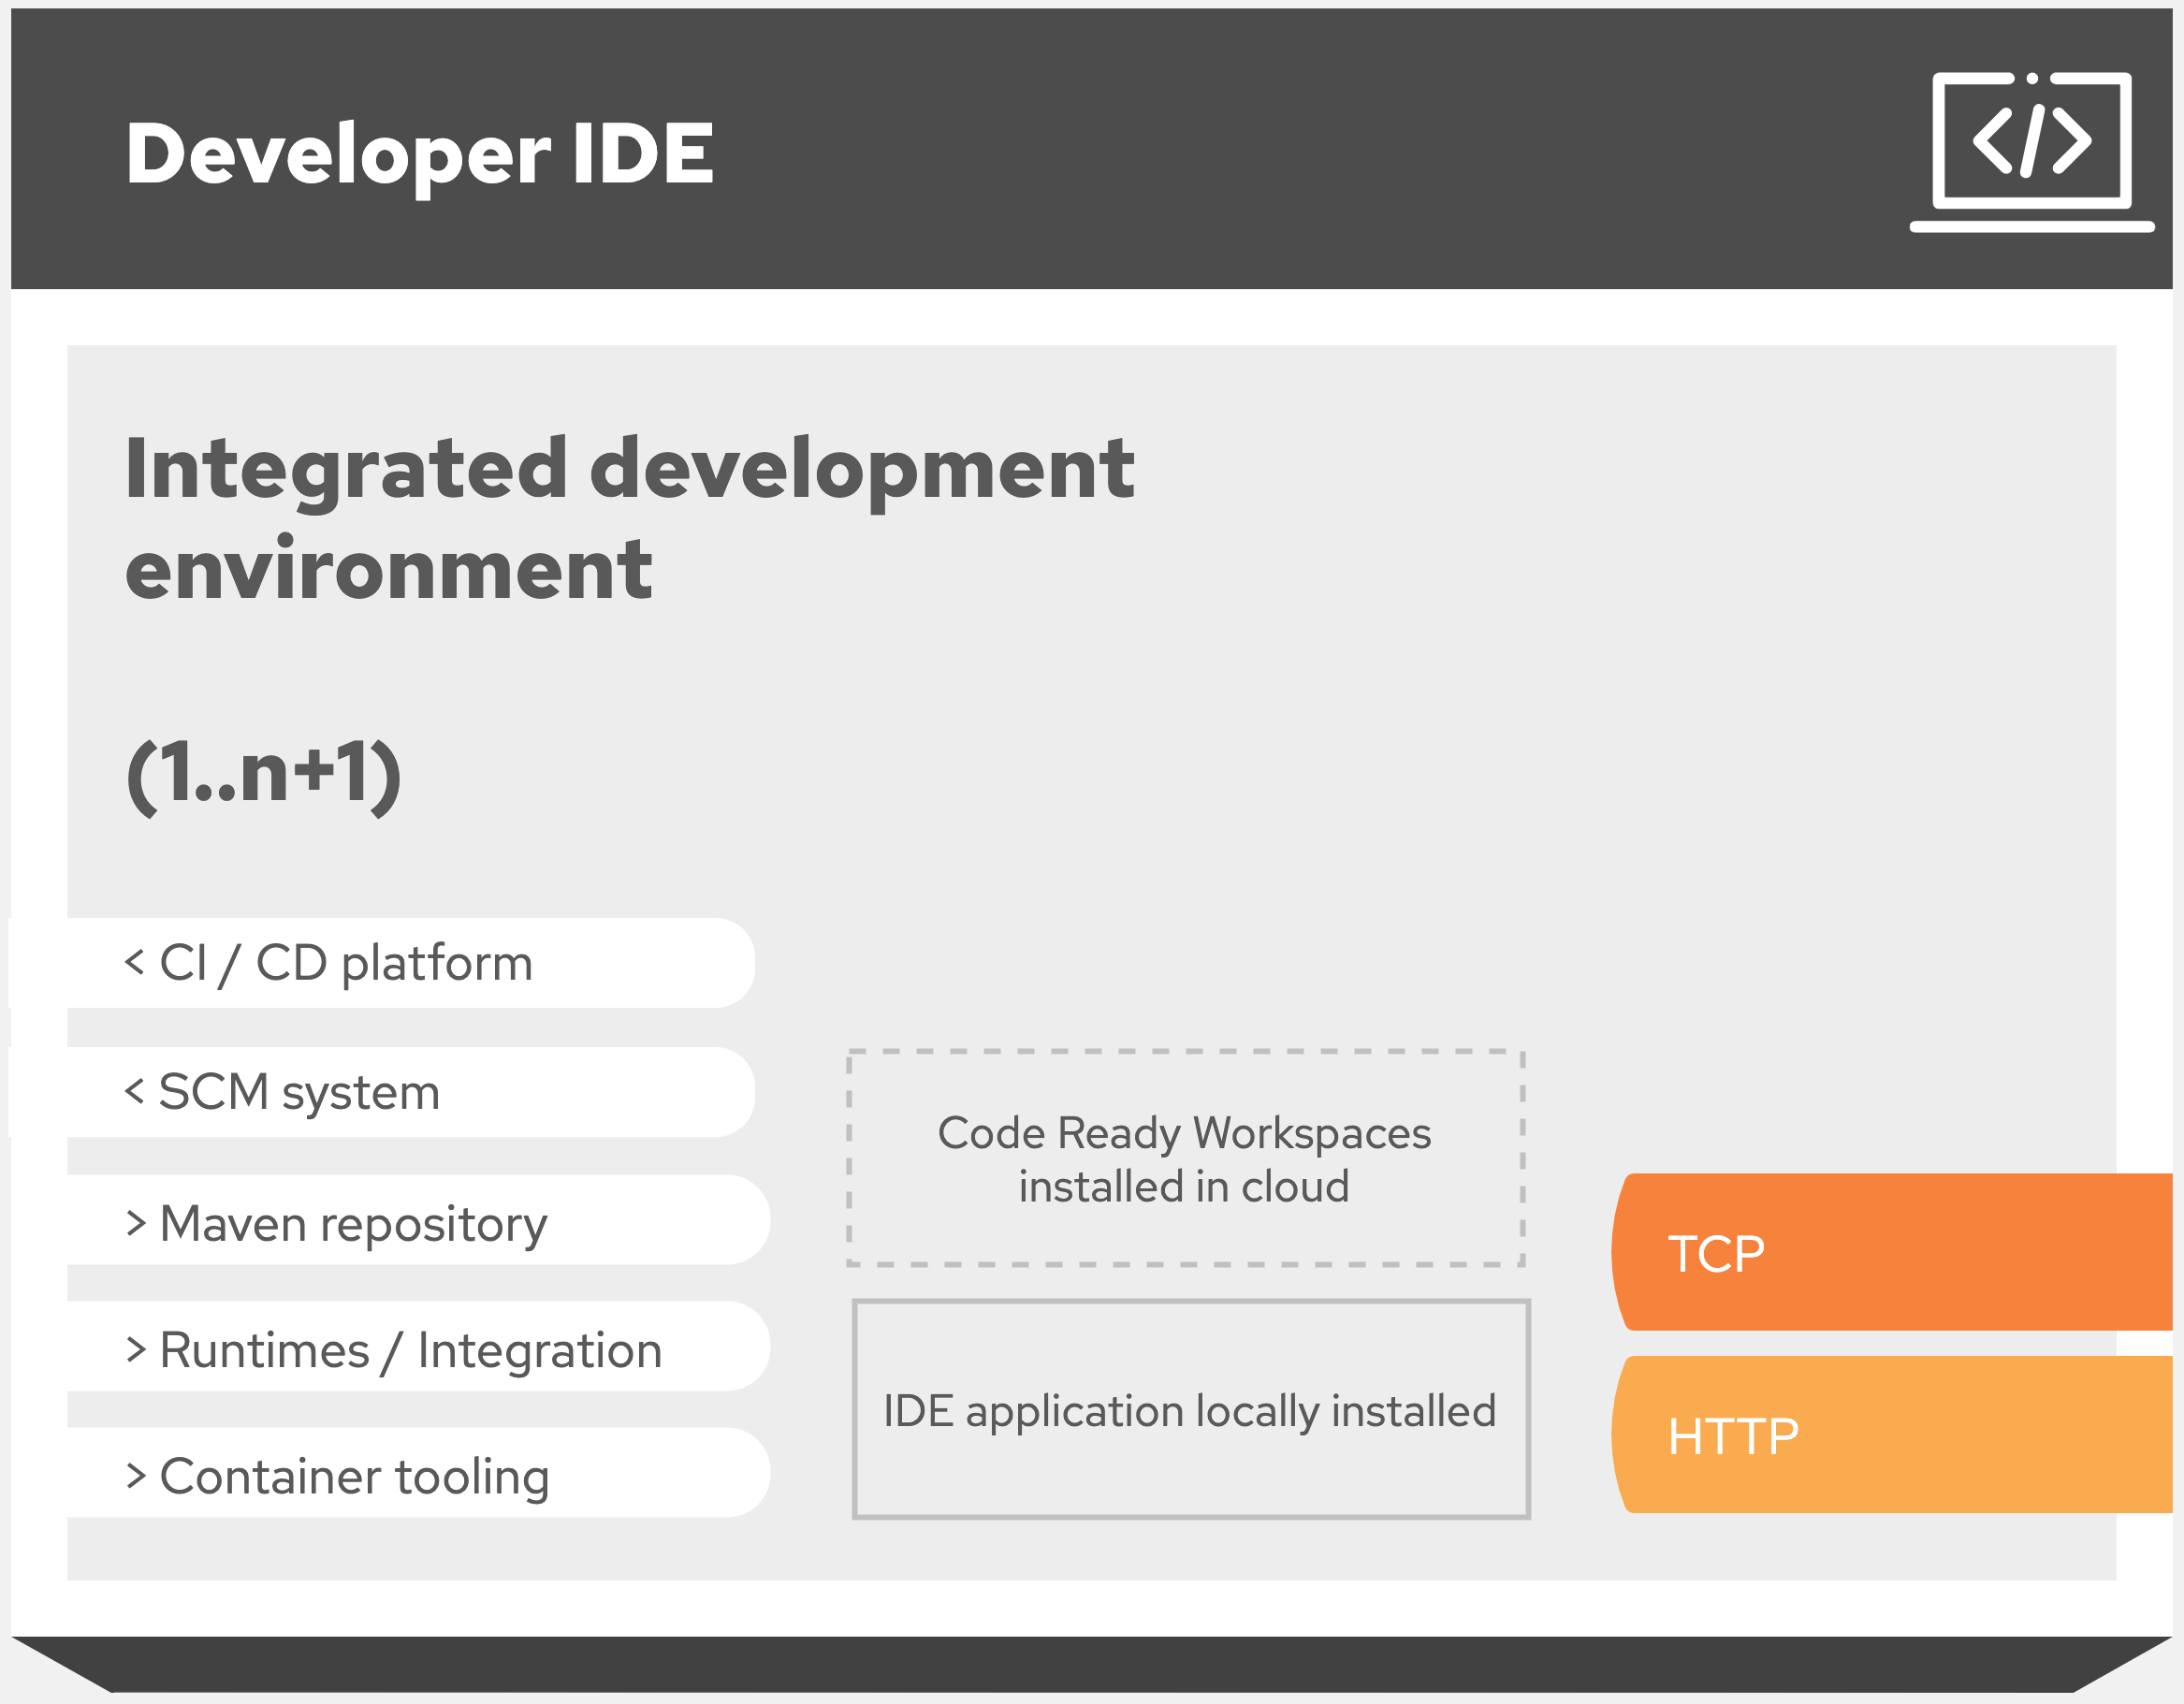 Developer IDE
</>
Integrated development
environment
(1..n+1)
< CI / CD platform
< SCM system
> Maven repository
> Runtimes / Integration
> Container tooling
Code Ready Workspaces
installed in cloud
IDE application locally installed
TCP
HTTP